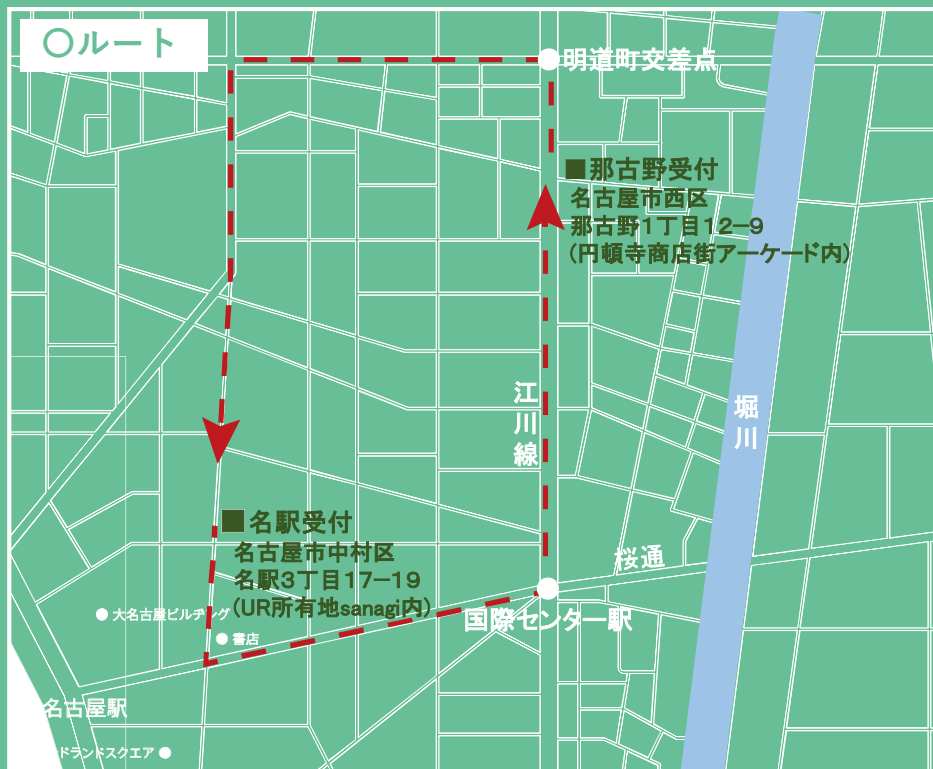 〇ルート
明道町交差点
■那古野受付
名古屋市西区
那古野1丁目12−9
(円頓寺商店街アーケード内)
江川線
堀川
■名駅受付
名古屋市中村区
名駅3丁目17−19
(UR所有地sanagi内)
桜通
大名古屋ビルヂング
国際センター駅
書店
名古屋駅
ドランドスクエア